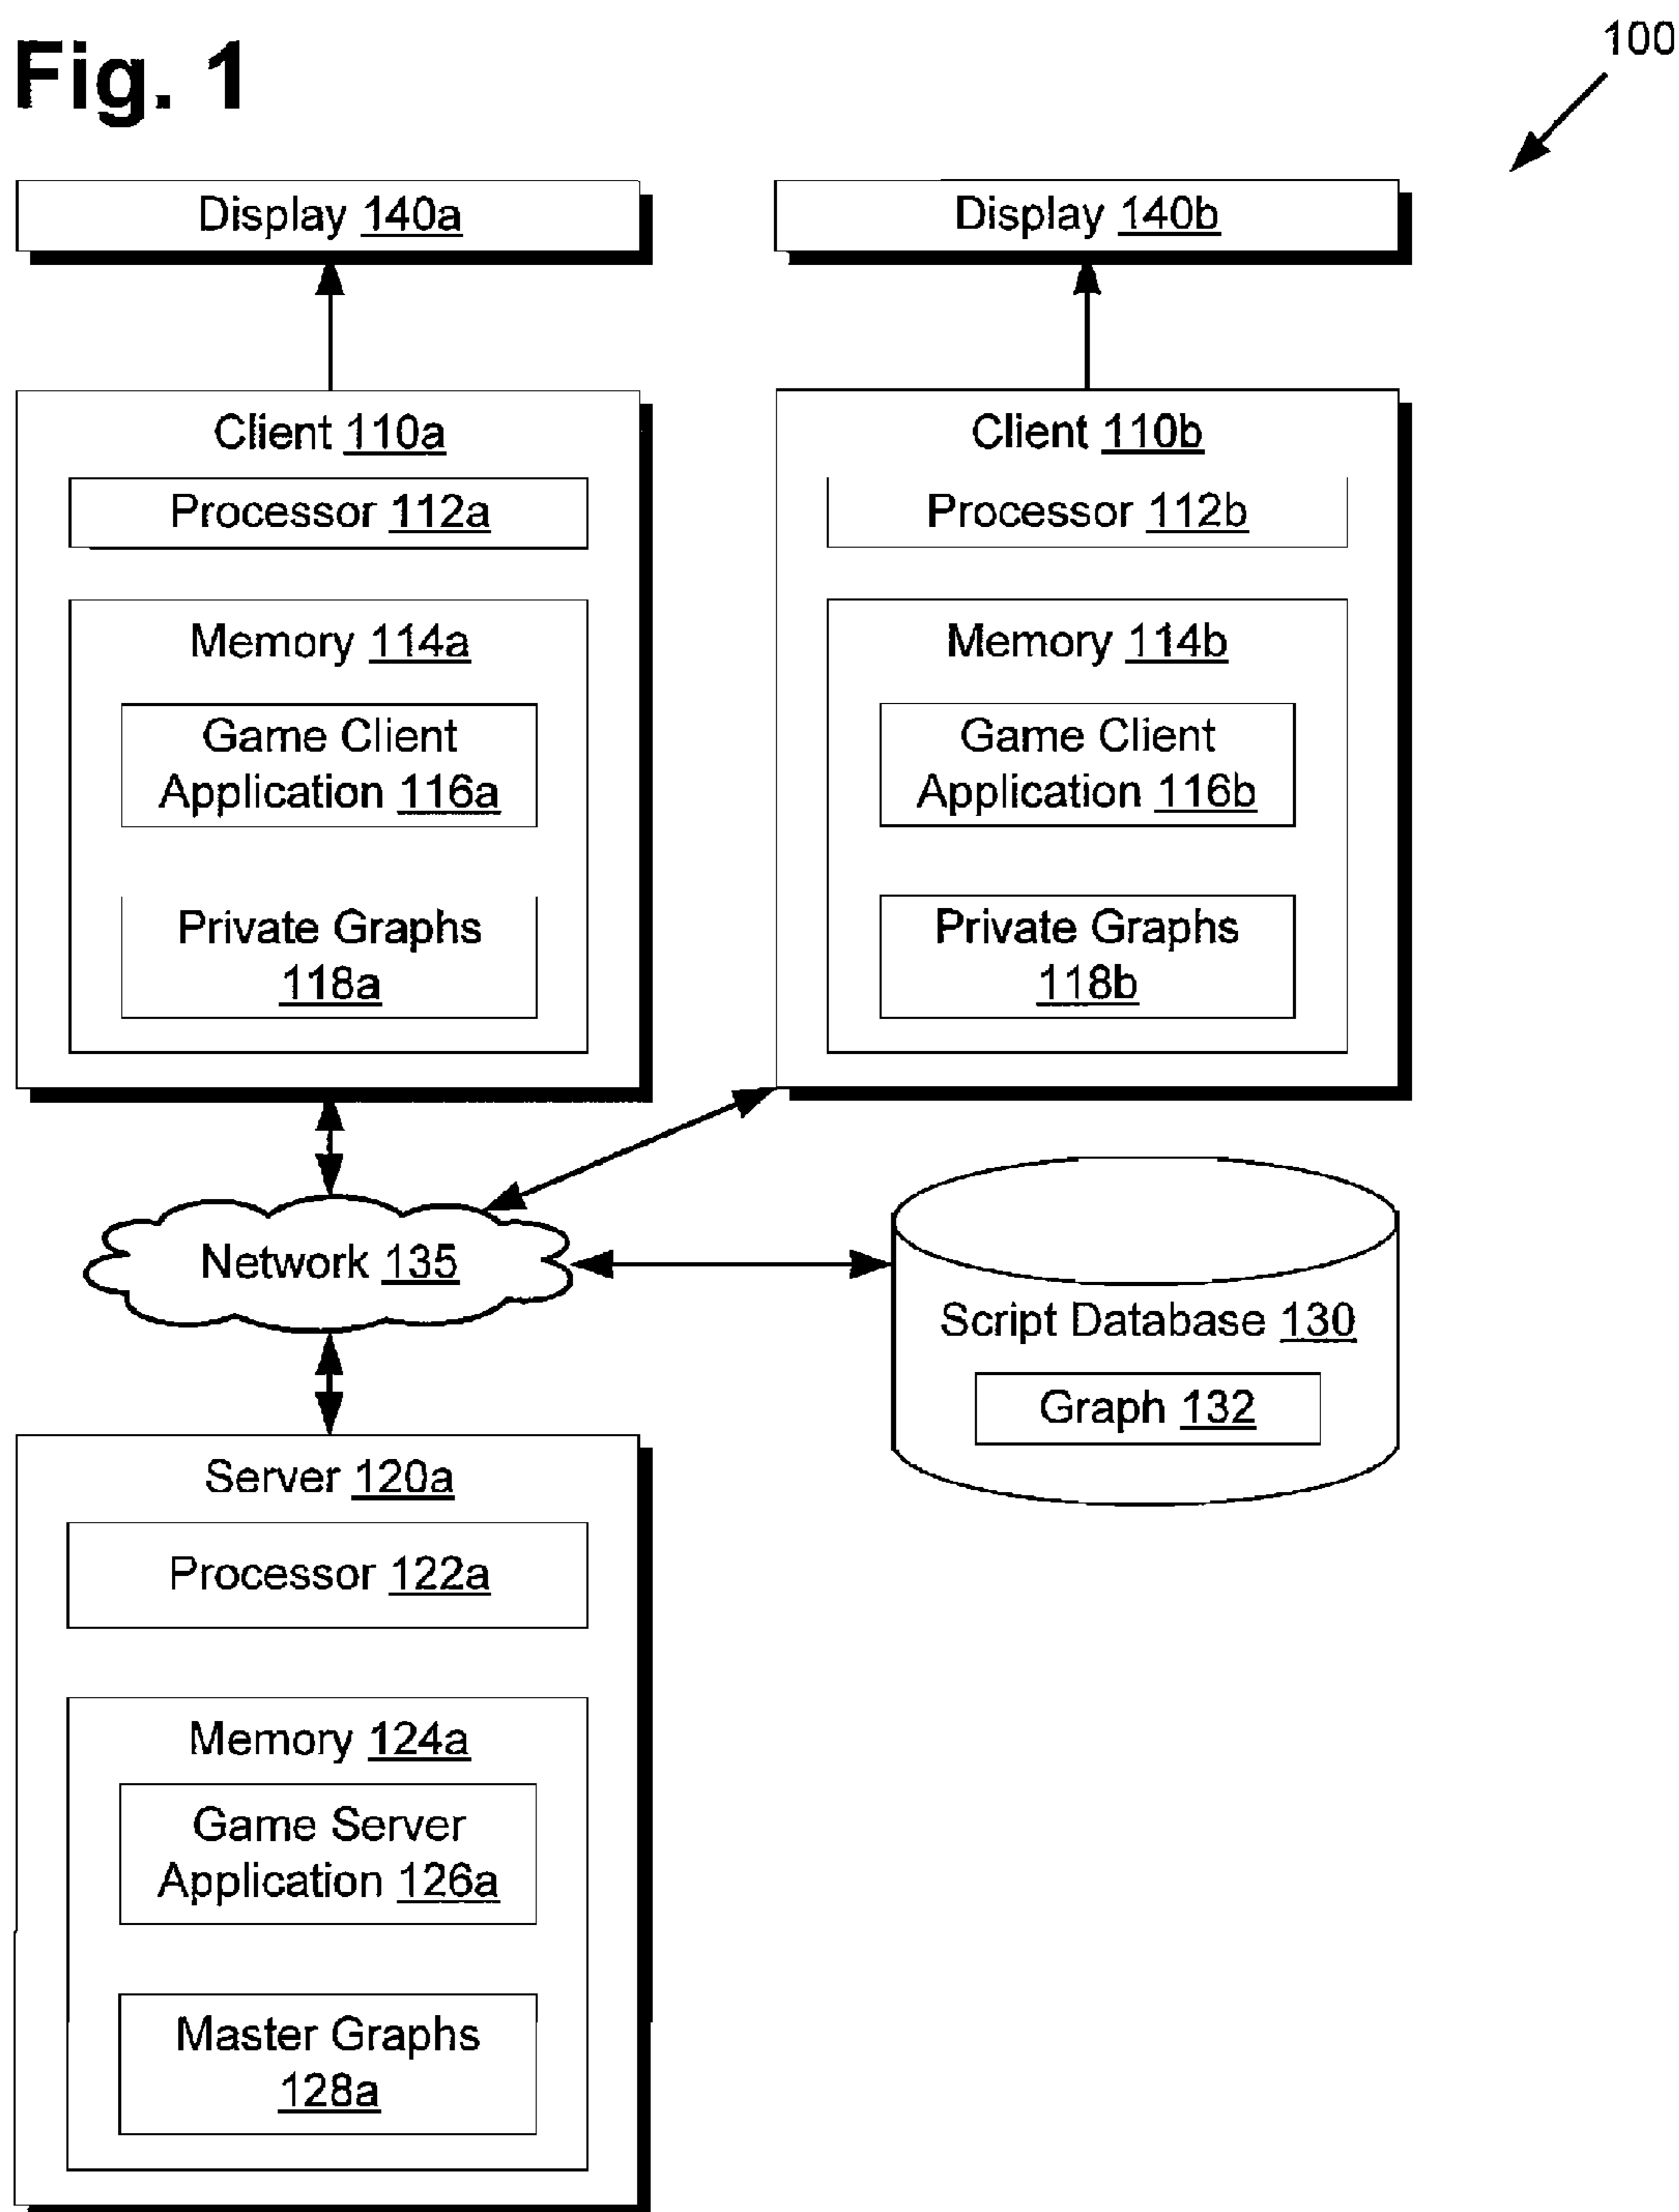 Fig. 1
100
Display 140a
Display 140b
Client 110a
Processor 112a
Memory 114a
Game Client
Application 116a
Private Graphs
118a
Client 110b
Processor 112b
Memory 114b
Game Client
Application 116b
Private Graphs
118b
Network 135
Script Database 130
Graph 132
Server 120a
Processor 122a
Memory 124a
Game Server
Application 126a
Master Graphs
128a